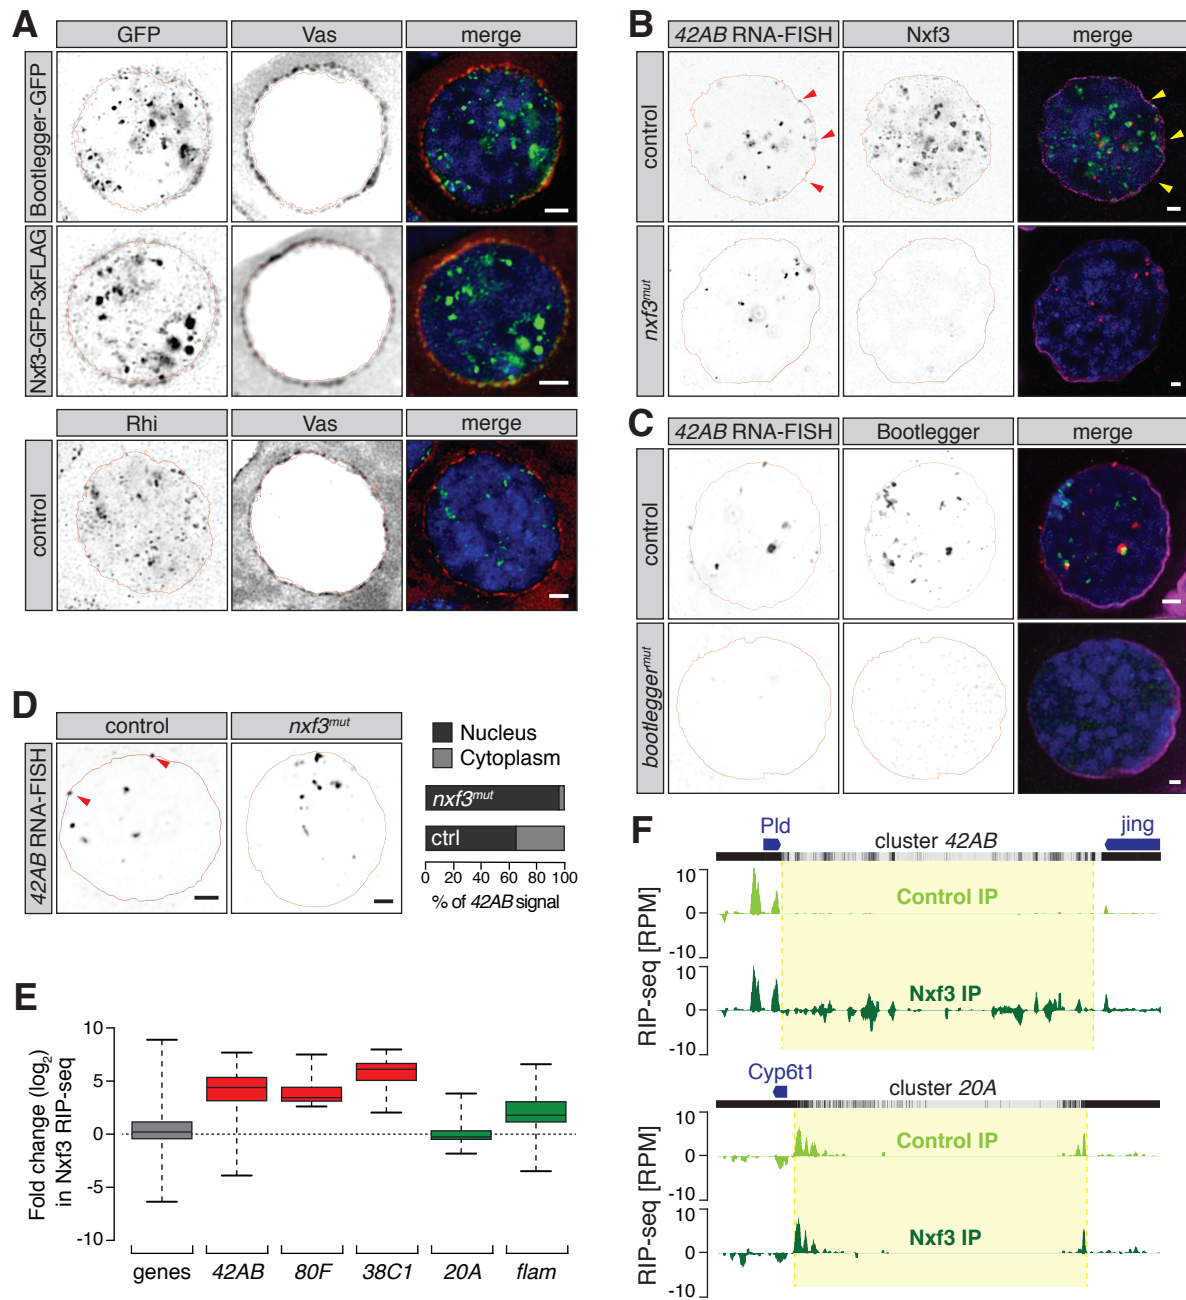 A
GFP Vas merge
Bootlegger-GFP
Nxf3-GFP-3xFLAG
Rhi Vas merge
control
B
42AB RNA-FISH Nxf3 merge
control
nxf3mut
C
42AB RNA-FISH Bootlegger merge
control
bootleggermut
D
control nxf3mut
42AB RNA-FISH
Nucleus
Cytoplasm
nxf3mut
ctrl
0 20 40 60 80 100
% of 42AB signal
E
Fold change (log2)
in Nxf3 RIP-seq
10
5
0
-5
-10
genes 42AB 80F 38C1 20A flam
F
Pld cluster 42AB jing
RIP-seq [RPM]
10
0
-10
Control IP
10
0
-10
Nxf3 IP
Cyp6t1 cluster 20A
RIP-seq [RPM]
10
0
-10
Control IP
10
0
-10
Nxf3 IP